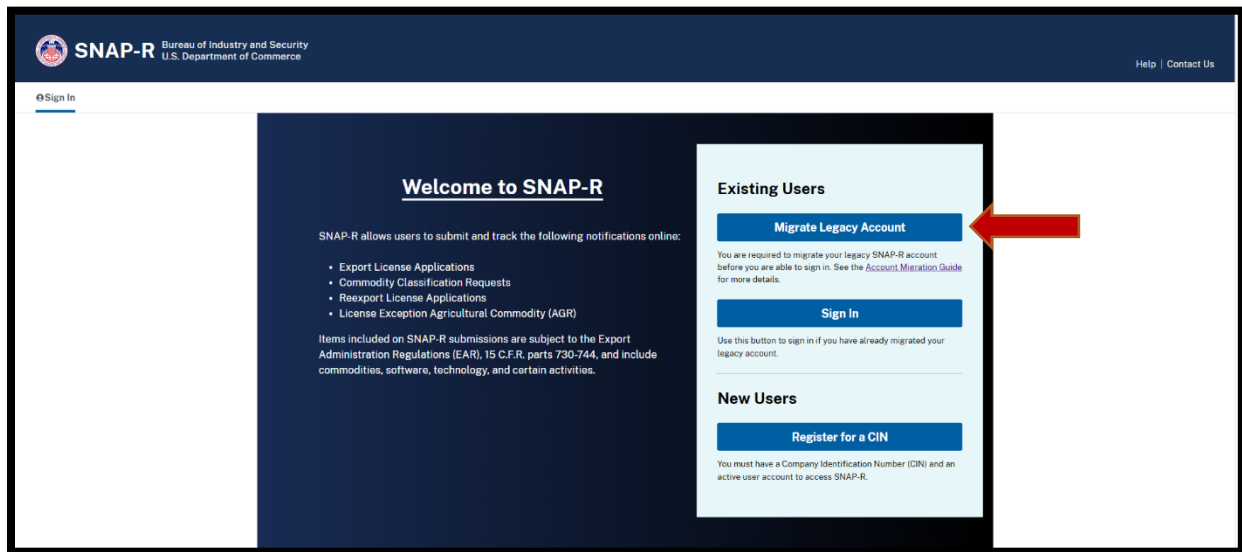 SNAP-R Bureau of Industry and Security
U.S. Department of Commerce
Help | Contact Us
Sign In
Welcome to SNAP-R
SNAP-R allows users to submit and track the following notifications online:
• Export License Applications
• Commodity Classification Requests
• Reexport License Applications
• License Exception Agricultural Commodity (AGR)
Items included on SNAP-R submissions are subject to the Export
Administration Regulations (EAR), 15 C.F.R. parts 730-744, and include
commodities, software, technology, and certain activities.
Existing Users
Migrate Legacy Account
You are required to migrate your legacy SNAP-R account
before you are able to sign in. See the Account Migration Guide
for more details.
Sign In
Use this button to sign in if you have already migrated your
legacy account.
New Users
Register for a CIN
You must have a Company Identification Number (CIN) and an
active user account to access SNAP-R.